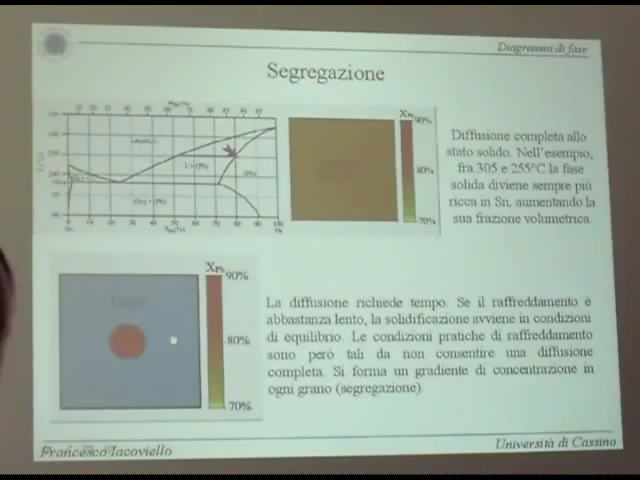 Diagrammi di fase
Segregazione
Diffusione completa allo
stato solido. Nell'esempio,
fra 305 e 255°C la fase
solida diviene sempre più
ricca in Sn, aumentando la
sua frazione volumetrica.
90%
80%
70%
90%
80%
70%
La diffusione richiede tempo. Se il raffreddamento è
abbastanza lento, la solidificazione avviene in condizioni
di equilibrio. Le condizioni pratiche di raffreddamento
sono però tali da non consentire una diffusione
completa. Si forma un gradiente di concentrazione in
ogni grano (segregazione).
Francesco Iacoviello
Università di Cassino